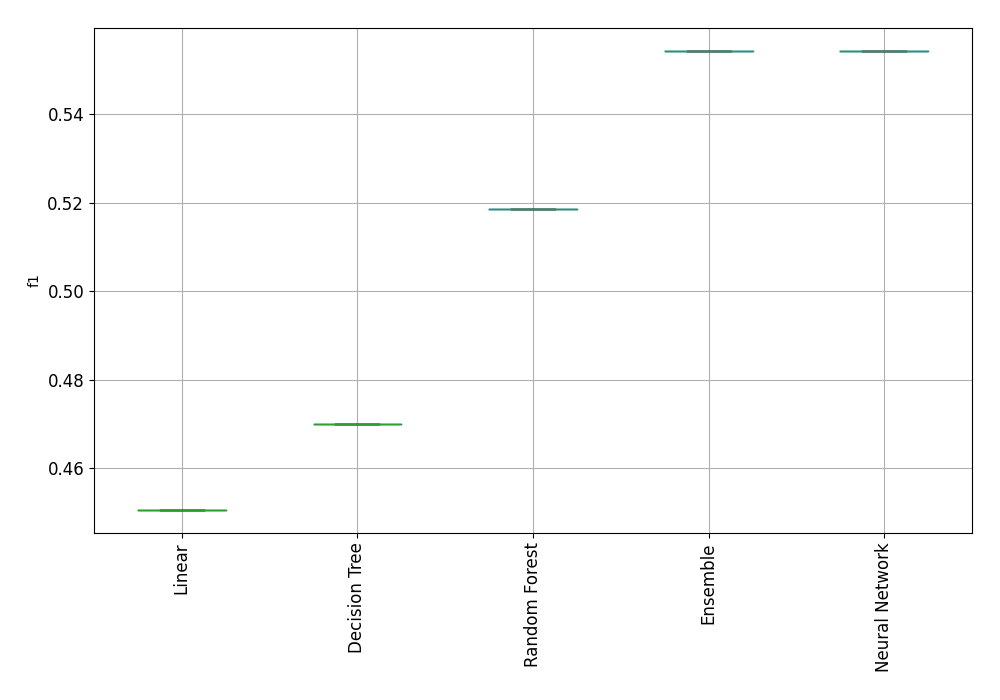 f1
0.54
0.52
0.50
0.48
0.46
Linear
Decision Tree
Random Forest
Ensemble
Neural Network